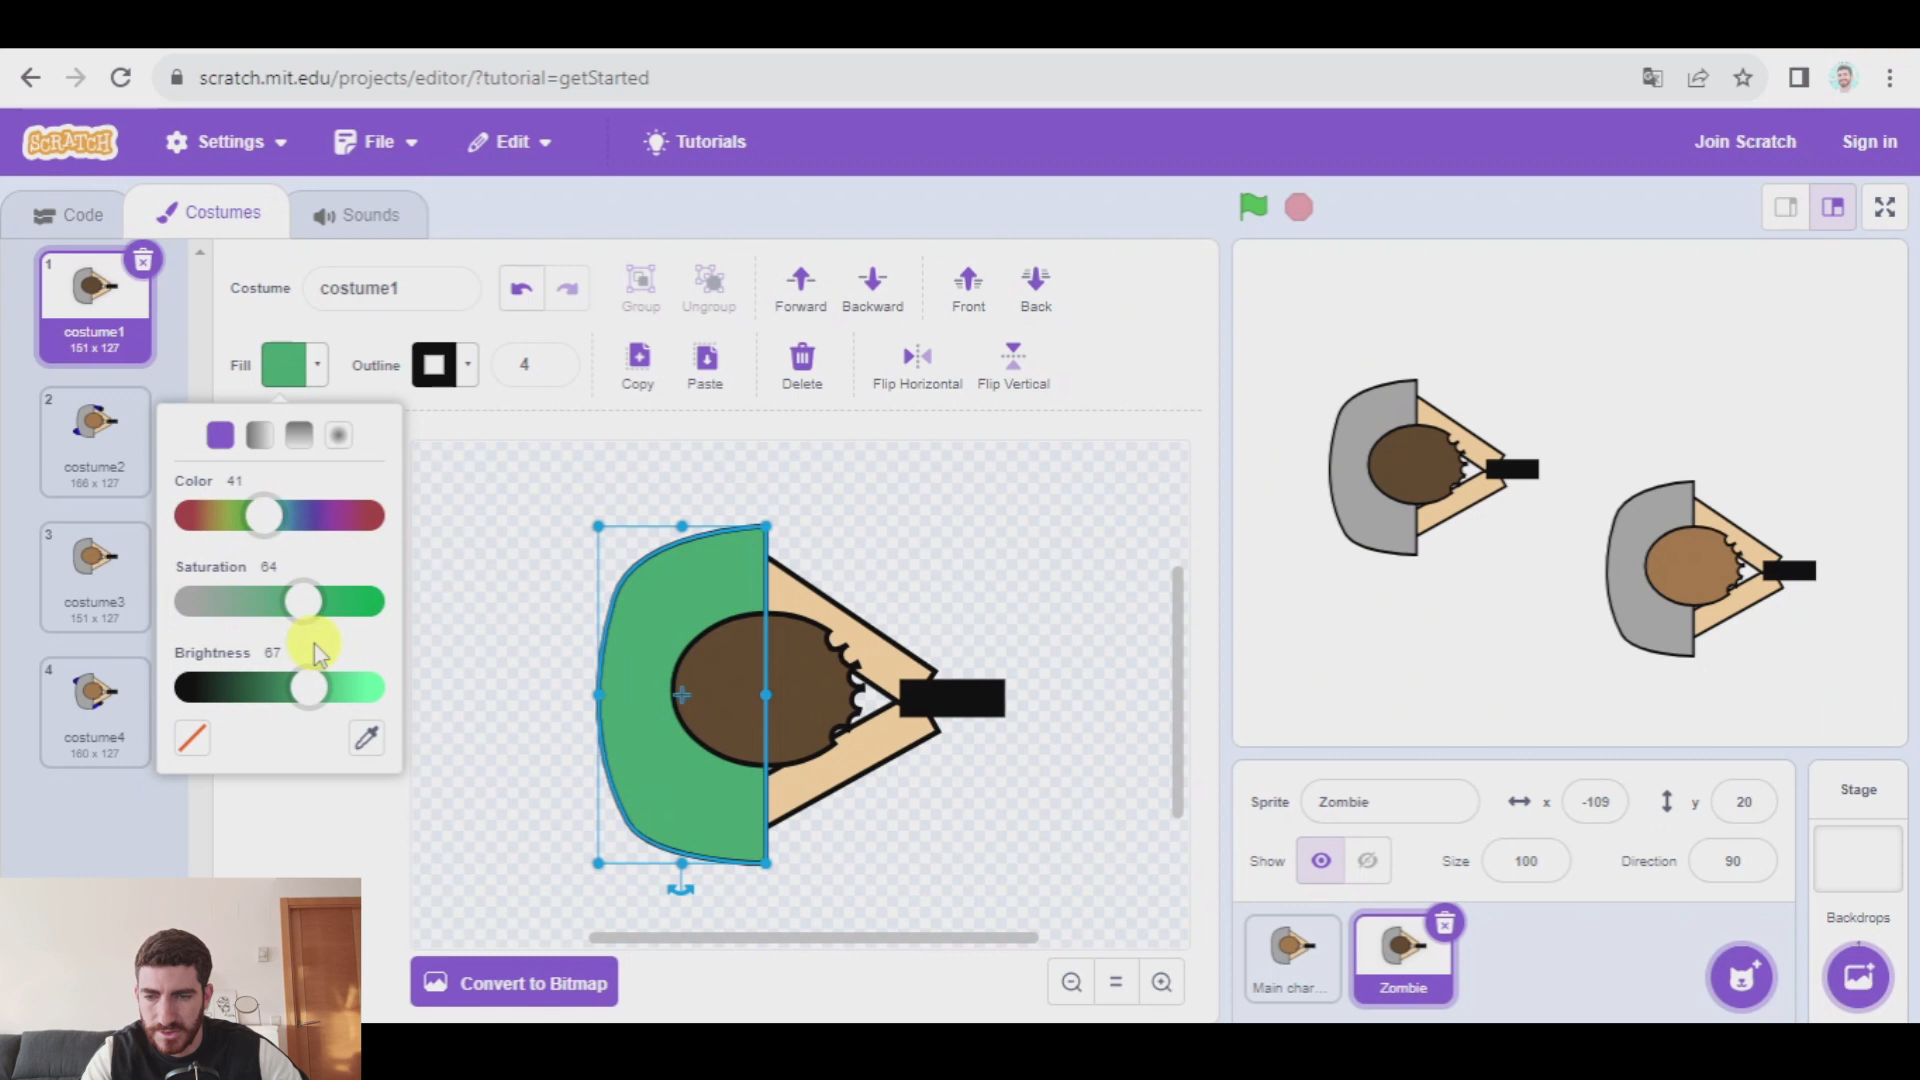 scratch.mit.edu/projects/editor/?tutorial=getStarted
SCRATCH
Settings
File
Edit
Tutorials
Join Scratch
Sign in
Code
Costumes
Sounds
1
costume1
151 x 127
2
costume2
166 x 127
3
costume3
151 x 127
4
costume4
160 x 127
Costume
costume1
Group
Ungroup
Forward
Backward
Front
Back
Fill
Outline
4
Copy
Paste
Delete
Flip Horizontal
Flip Vertical
Color 41
Saturation 64
Brightness 67
Convert to Bitmap
Sprite
Zombie
x
-109
y
20
Show
Size
100
Direction
90
Main char...
Zombie
Stage
Backdrops
1